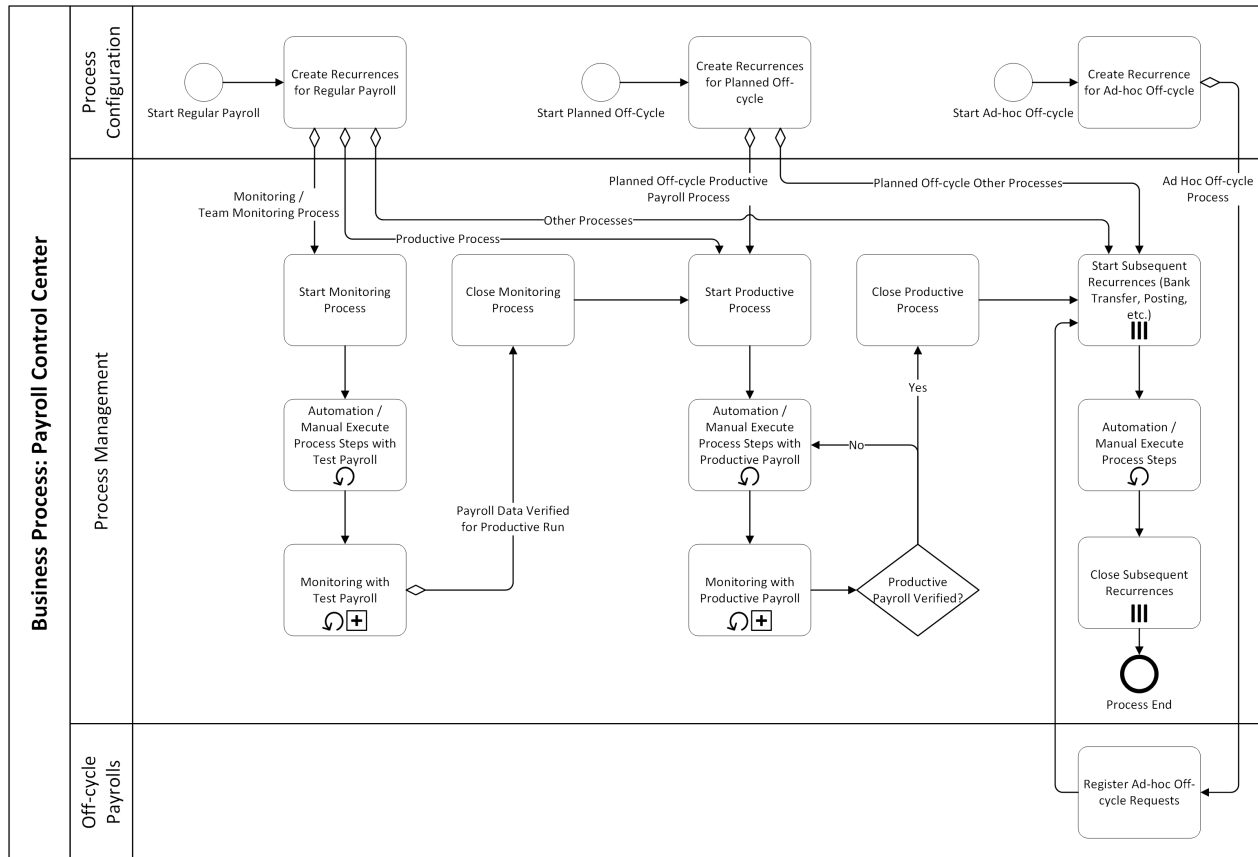 Business Process: Payroll Control Center
Process
Configuration
Start Regular Payroll
Create Recurrences
for Regular Payroll
Start Planned Off-Cycle
Create Recurrences
for Planned Off-
cycle
Start Ad-hoc Off-cycle
Create Recurrence
for Ad-hoc Off-cycle
Process Management
Monitoring /
Team Monitoring Process
Productive Process
Other Processes
Planned Off-cycle Productive
Payroll Process
Planned Off-cycle Other Processes
Ad Hoc Off-cycle
Process
Start Monitoring
Process
Close Monitoring
Process
Start Productive
Process
Close Productive
Process
Start Subsequent
Recurrences (Bank
Transfer, Posting,
etc.)
Automation /
Manual Execute
Process Steps with
Test Payroll
Payroll Data Verified
for Productive Run
Automation /
Manual Execute
Process Steps with
Productive Payroll
No
Yes
Automation /
Manual Execute
Process Steps
Monitoring with
Test Payroll
Monitoring with
Productive Payroll
Productive
Payroll Verified?
Close Subsequent
Recurrences
Process End
Off-cycle
Payrolls
Register Ad-hoc Off-
cycle Requests